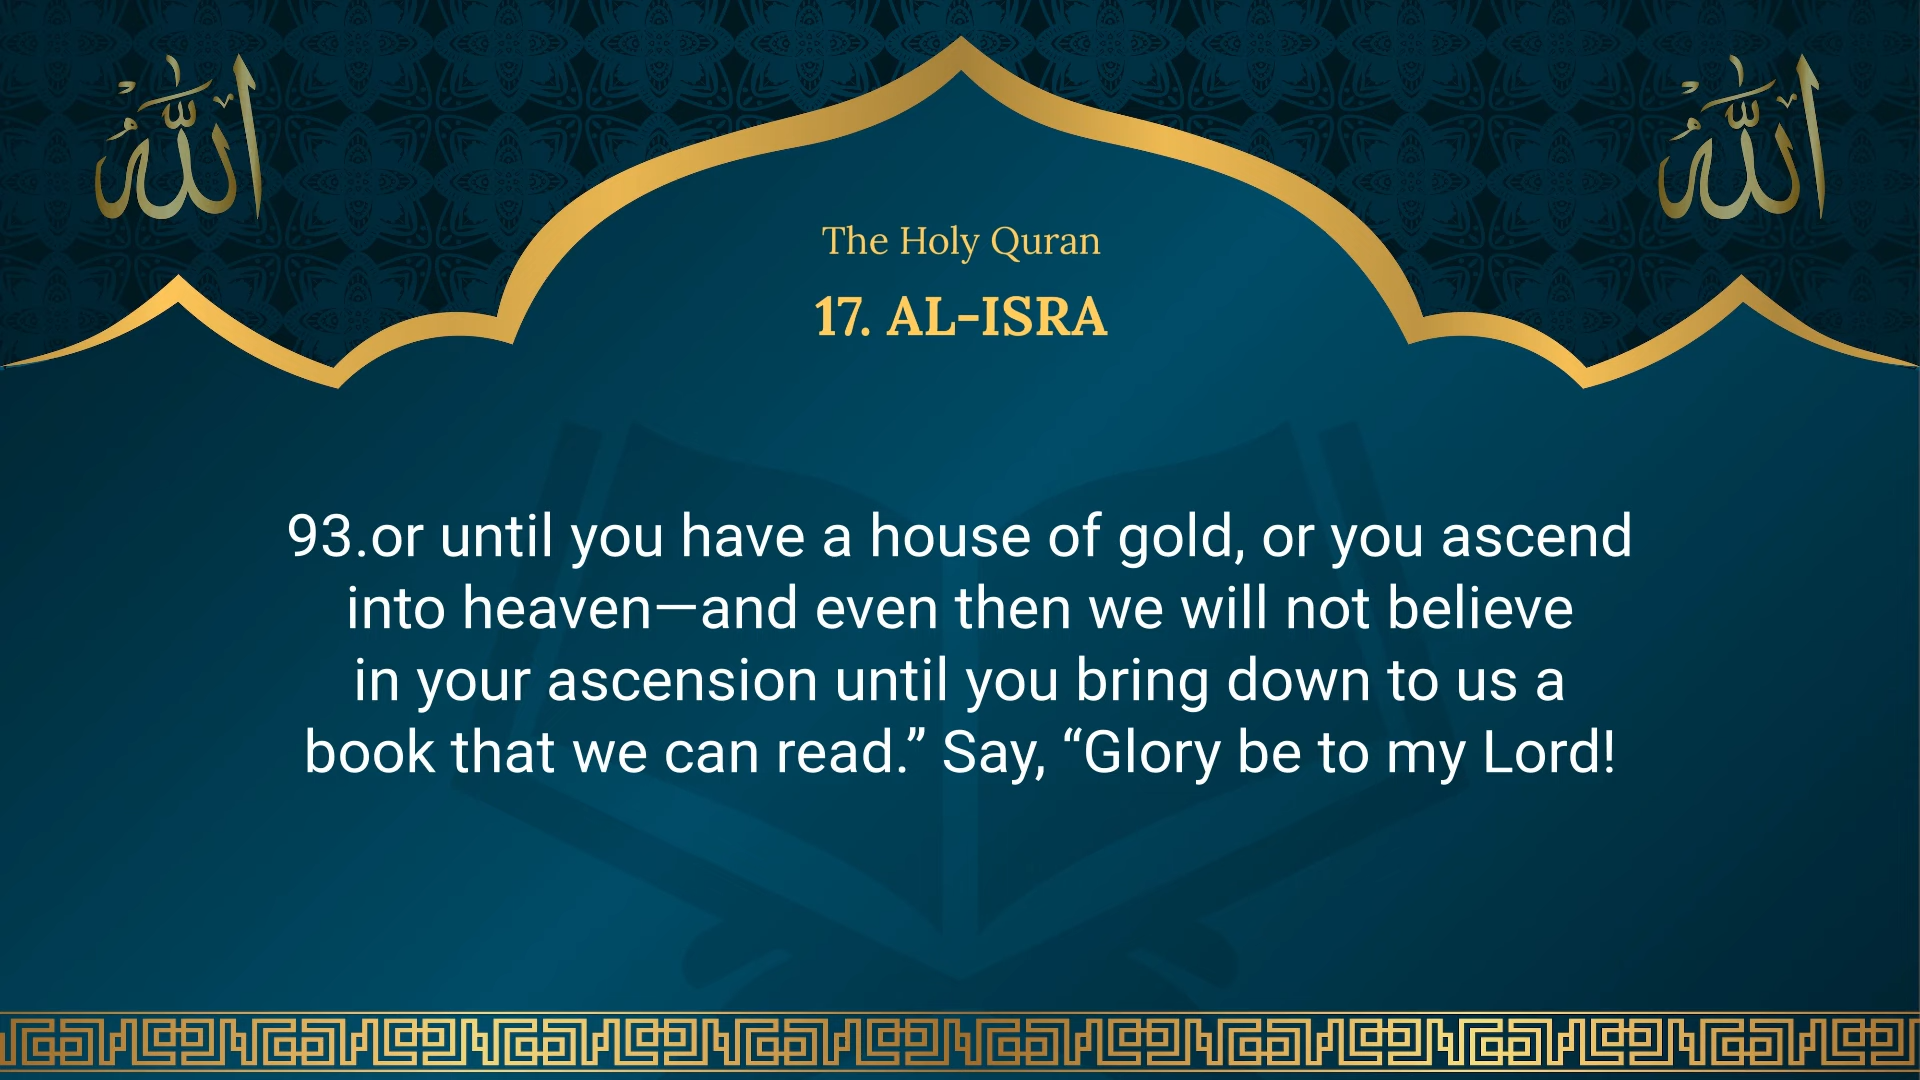 الله
الله
The Holy Quran
17. AL-ISRA
93.or until you have a house of gold, or you ascend
into heaven—and even then we will not believe
in your ascension until you bring down to us a
book that we can read.” Say, “Glory be to my Lord!